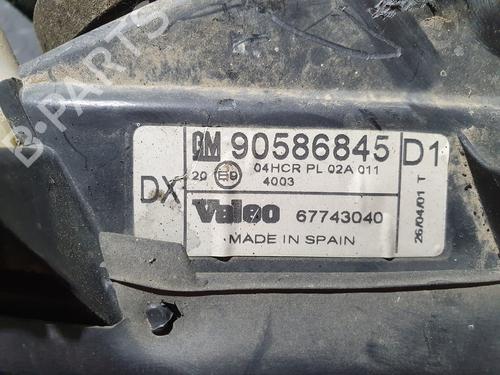 GM 90586845 D1
20 E9 04HCR PL 02A 011
4003
DX
Valeo 67743040
MADE IN SPAIN
26/04/01 T
B-PARTS